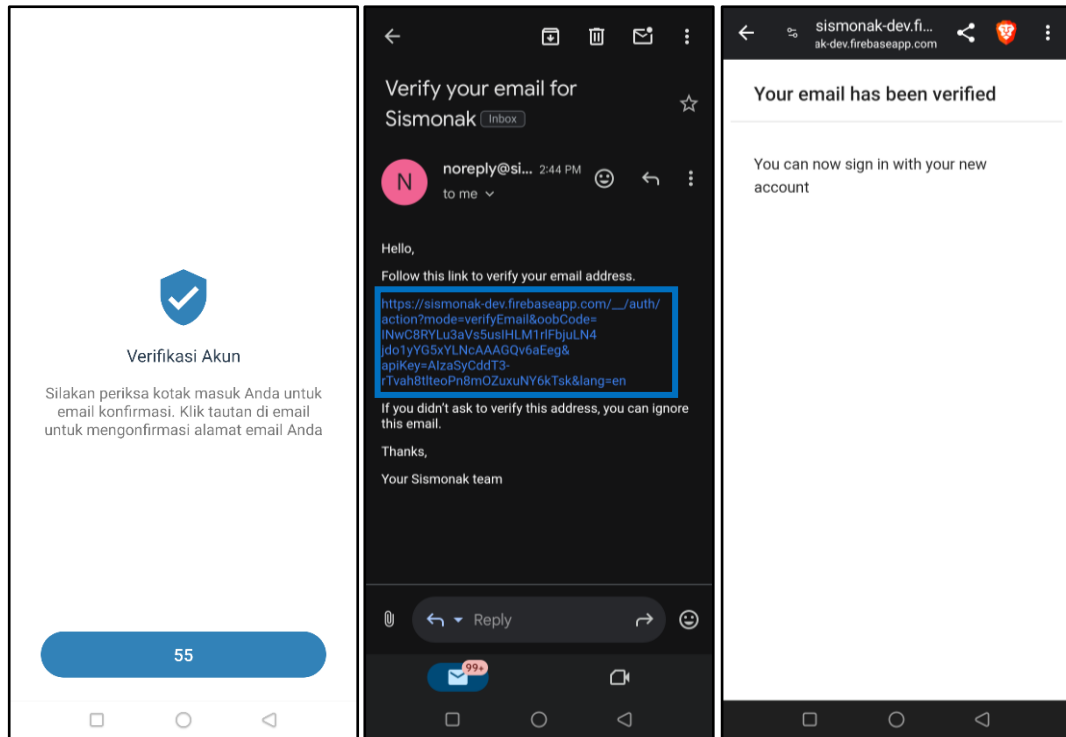 Verifikasi Akun
Silakan periksa kotak masuk Anda untuk
email konfirmasi. Klik tautan di email
untuk mengonfirmasi alamat email Anda
55
Verify your email for
Sismonak Inbox
N
noreply@si... 2:44 PM
to me
Hello,
Follow this link to verify your email address.
https://sismonak-dev.firebaseapp.com/__/auth/
action?mode=verifyEmail&oobCode=
INwC8RYLu3aVs5usIHLM1rlFbjuLN4
jdo1yYG5xYLNcAAAGQv6aEeg&
apiKey=AIzaSyCddT3-
rTvah8tlteoPn8mOZuxuNY6kTsk&lang=en
If you didn't ask to verify this address, you can ignore
this email.
Thanks,
Your Sismonak team
Reply
99+
sismonak-dev.fi...
ak-dev.firebaseapp.com
Your email has been verified
You can now sign in with your new
account